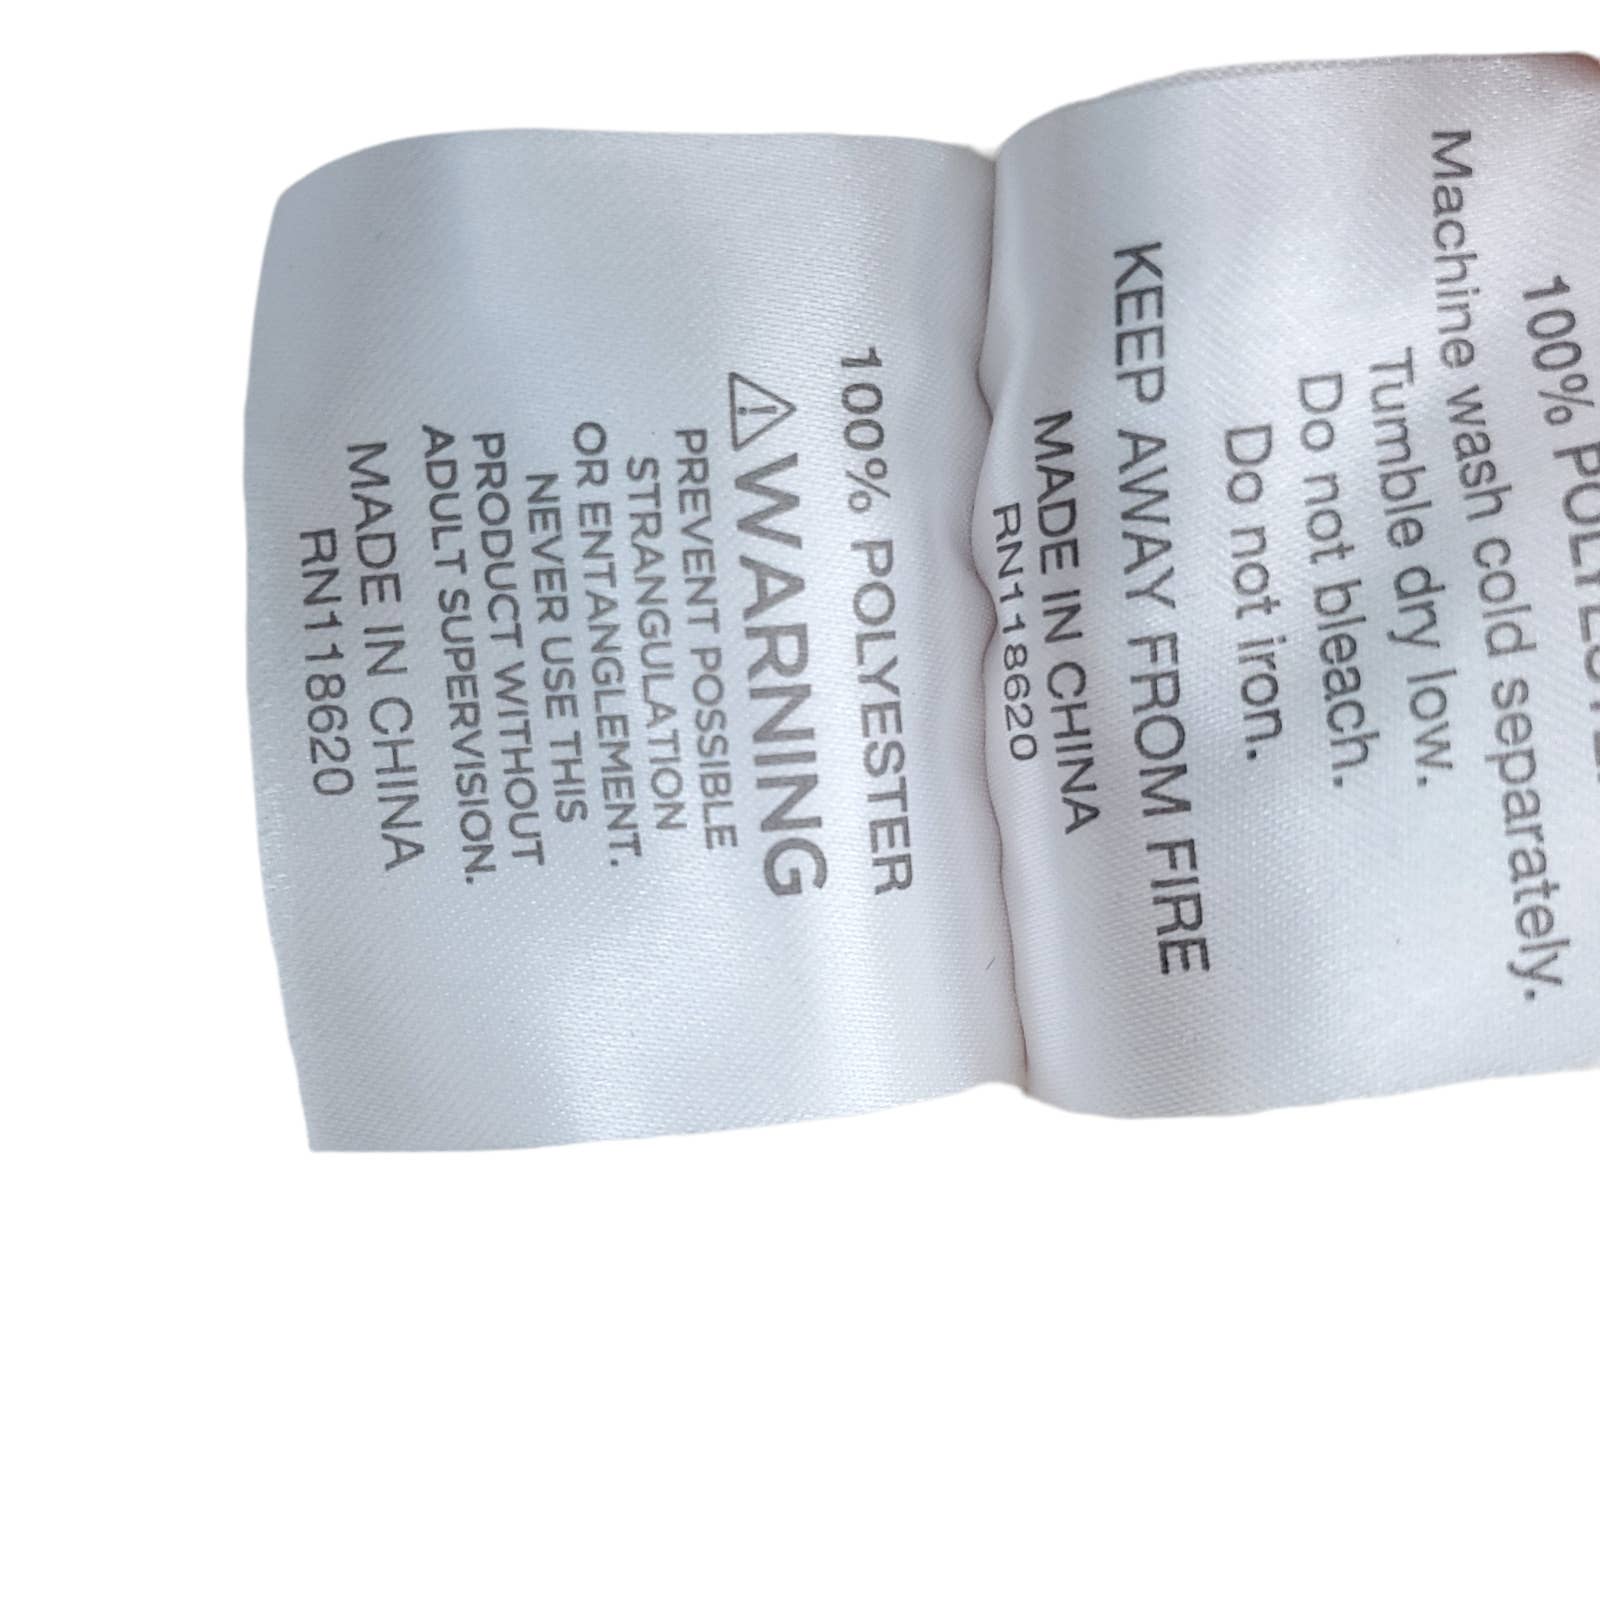 100% POLYESTER
Machine wash cold separately.
Tumble dry low.
Do not bleach.
Do not iron.
KEEP AWAY FROM FIRE
MADE IN CHINA
RN118620
100% POLYESTER
⚠WARNING
PREVENT POSSIBLE
STRANGULATION
OR ENTANGLEMENT.
NEVER USE THIS
PRODUCT WITHOUT
ADULT SUPERVISION.
MADE IN CHINA
RN118620